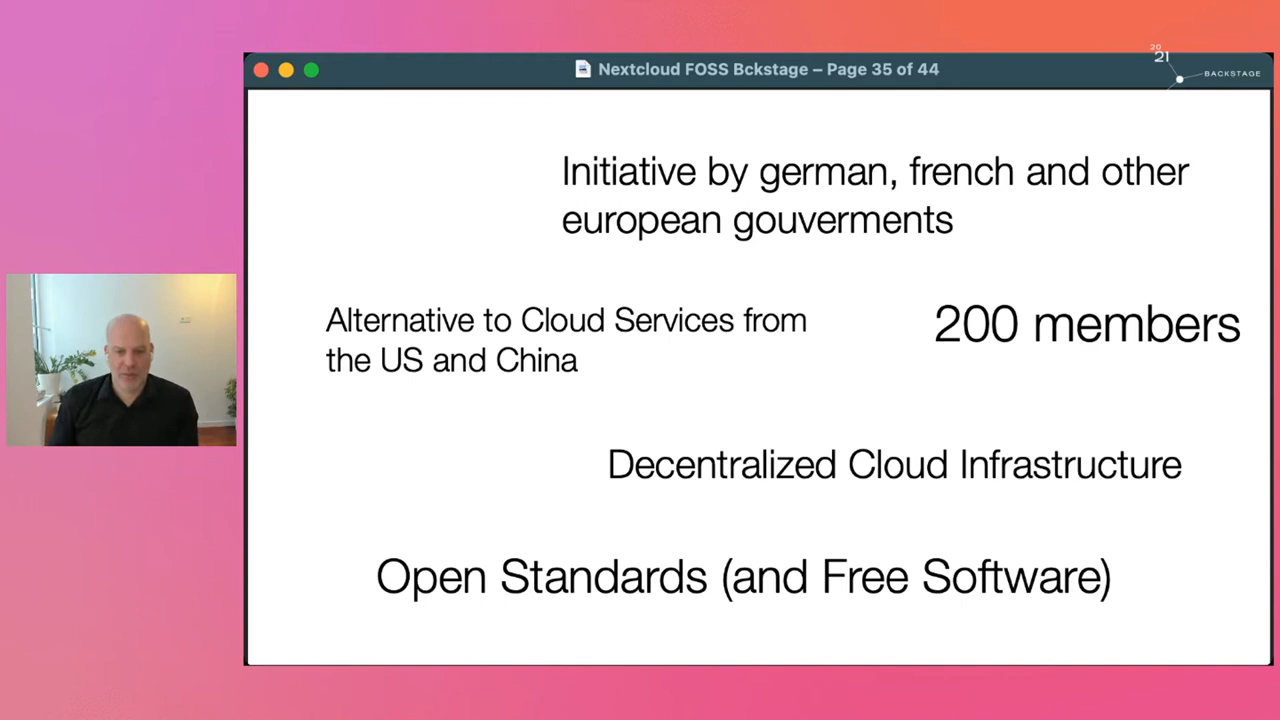 20
21
BACKSTAGE
Nextcloud FOSS Bckstage – Page 35 of 44
Initiative by german, french and other
european gouverments
Alternative to Cloud Services from
the US and China
200 members
Decentralized Cloud Infrastructure
Open Standards (and Free Software)